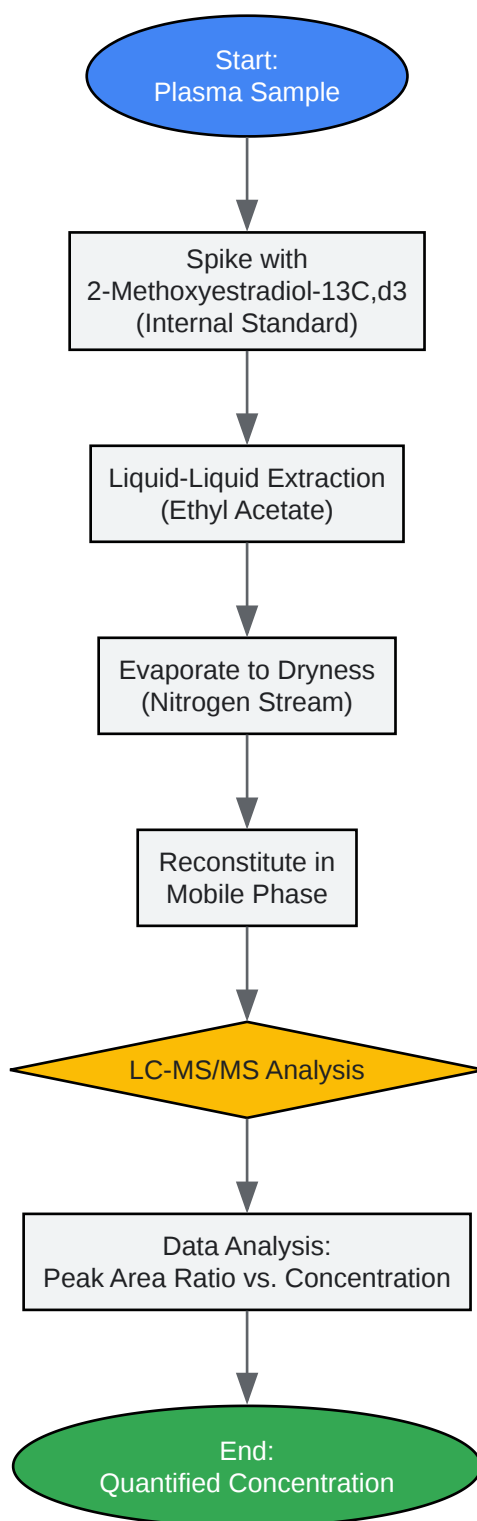 Start:
Plasma Sample
Spike with
2-Methoxyestradiol-13C,d3
(Internal Standard)
Liquid-Liquid Extraction
(Ethyl Acetate)
Evaporate to Dryness
(Nitrogen Stream)
Reconstitute in
Mobile Phase
LC-MS/MS Analysis
Data Analysis:
Peak Area Ratio vs. Concentration
End:
Quantified Concentration